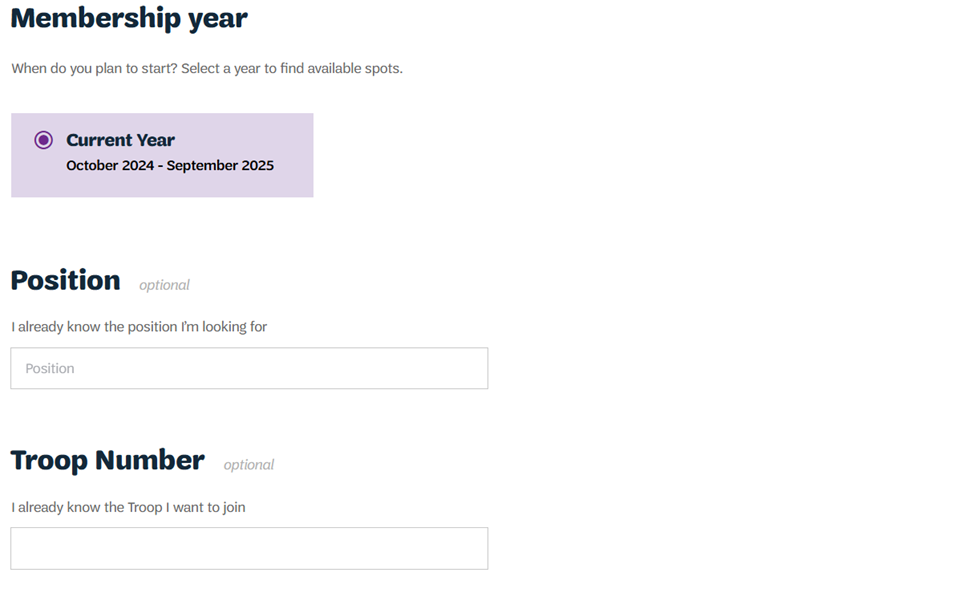 Membership year
When do you plan to start? Select a year to find available spots.
Current Year
October 2024 - September 2025
Position optional
I already know the position I'm looking for
Position
Troop Number optional
I already know the Troop I want to join